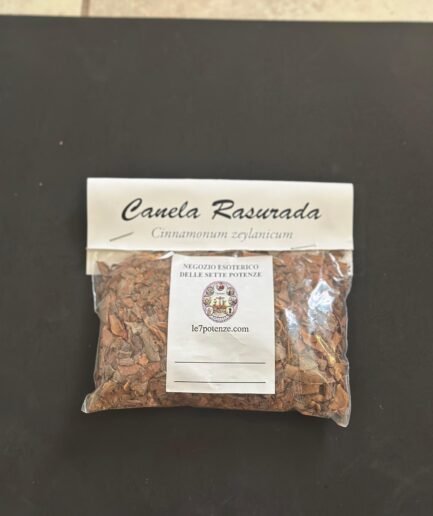 Canela Rasurada
Cinnamonum zeylanicum
NEGOZIO ESOTERICO
DELLE SETTE POTENZE
le7potenze.com